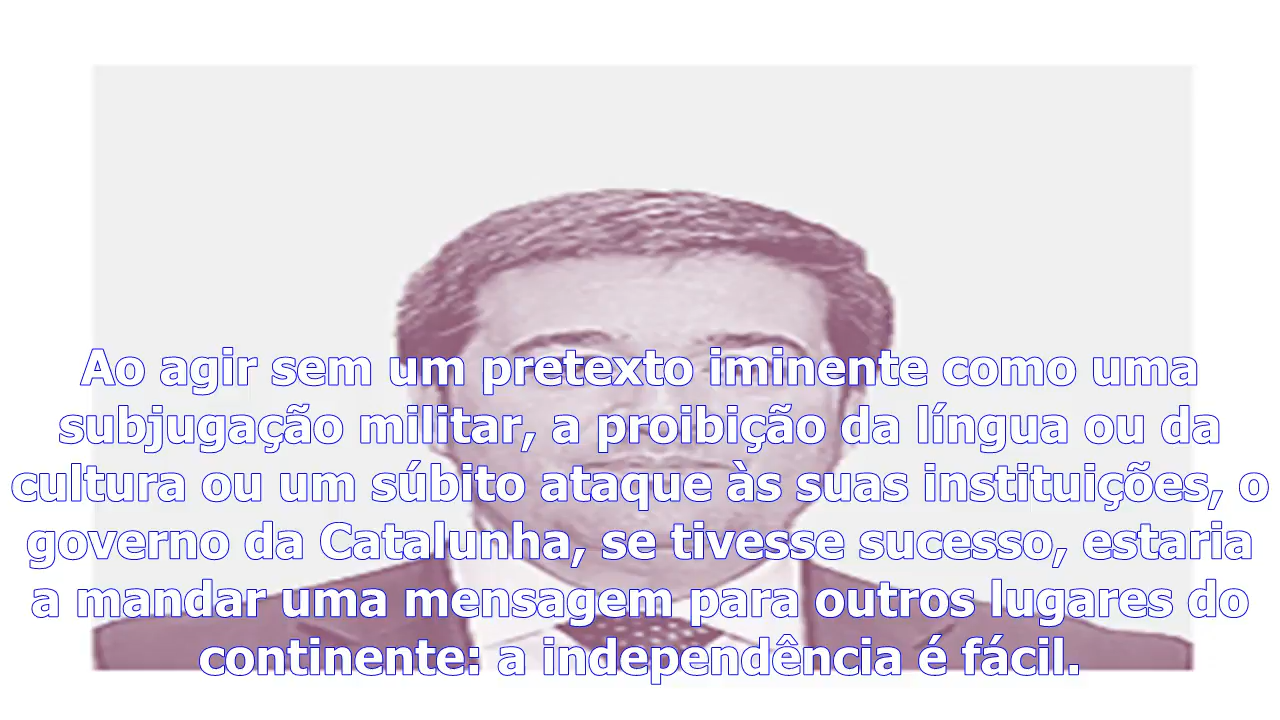 Ao agir sem um pretexto iminente como uma
subjugação militar, a proibição da língua ou da
cultura ou um súbito ataque às suas instituições, o
governo da Catalunha, se tivesse sucesso, estaria
a mandar uma mensagem para outros lugares do
continente: a independência é fácil.